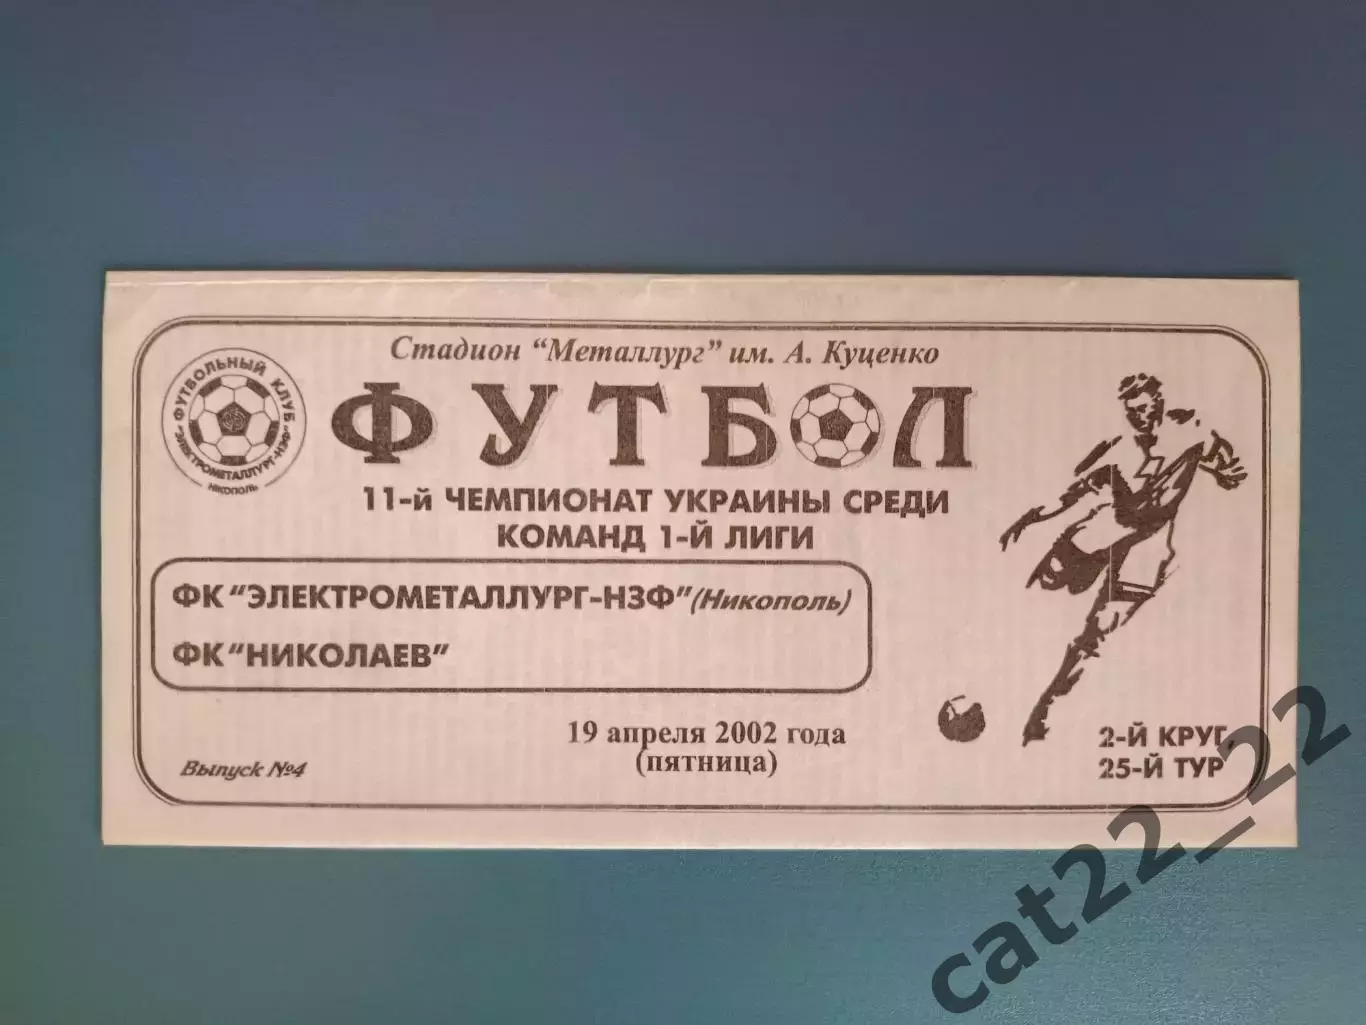 Стадион "Металлург" им. А. Куценко
ФУТБОЛ
ФУТБОЛЬНЫЙ КЛУБ
"ЭЛЕКТРОМЕТАЛЛУРГ-НЗФ"
НИКОПОЛЬ
11-й ЧЕМПИОНАТ УКРАИНЫ СРЕДИ
КОМАНД 1-Й ЛИГИ
ФК "ЭЛЕКТРОМЕТАЛЛУРГ-НЗФ" (Никополь)
ФК "НИКОЛАЕВ"
19 апреля 2002 года
(пятница)
Выпуск №4
2-Й КРУГ
25-Й ТУР
cat22_22